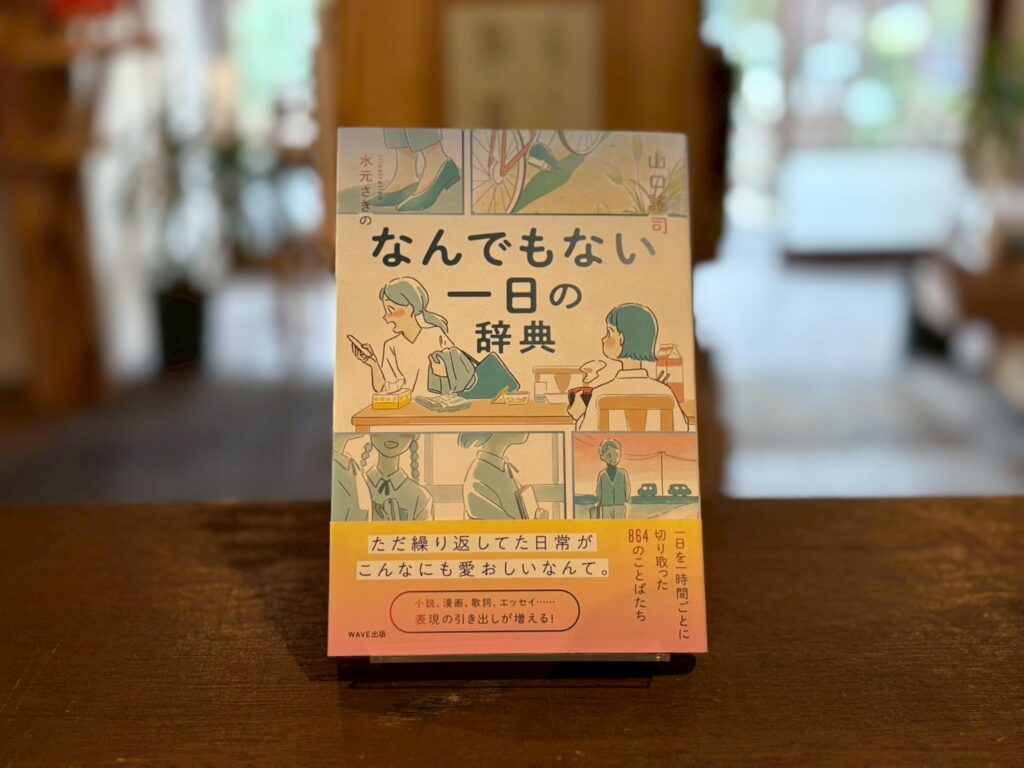 山口謠司
水元さきの
illustration
なんでもない
一日の
辞典
ただ繰り返してた日常が
こんなにも愛おしいなんて。
一日を一時間ごとに
切り取った
864のことばたち
小説、漫画、歌詞、エッセイ……
表現の引き出しが増える!
WAVE出版